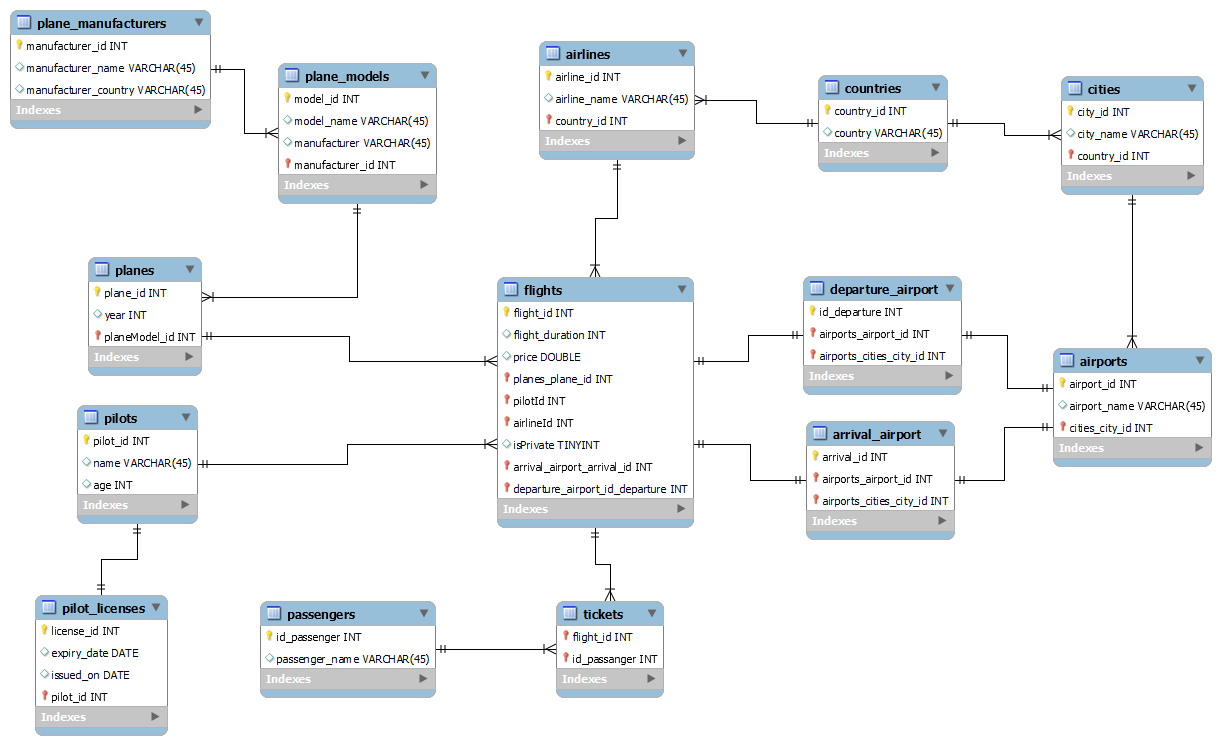 plane_manufacturers
manufacturer_id INT
manufacturer_name VARCHAR(45)
manufacturer_country VARCHAR(45)
Indexes
plane_models
model_id INT
model_name VARCHAR(45)
manufacturer VARCHAR(45)
manufacturer_id INT
Indexes
airlines
airline_id INT
airline_name VARCHAR(45)
country_id INT
Indexes
countries
country_id INT
country VARCHAR(45)
Indexes
cities
city_id INT
city_name VARCHAR(45)
country_id INT
Indexes
planes
plane_id INT
year INT
planeModel_id INT
Indexes
flights
flight_id INT
flight_duration INT
price DOUBLE
planes_plane_id INT
pilotId INT
airlineId INT
isPrivate TINYINT
arrival_airport_arrival_id INT
departure_airport_id_departure INT
Indexes
departure_airport
id_departure INT
airports_airport_id INT
airports_cities_city_id INT
Indexes
airports
airport_id INT
airport_name VARCHAR(45)
cities_city_id INT
Indexes
pilots
pilot_id INT
name VARCHAR(45)
age INT
Indexes
arrival_airport
arrival_id INT
airports_airport_id INT
airports_cities_city_id INT
Indexes
pilot_licenses
license_id INT
expiry_date DATE
issued_on DATE
pilot_id INT
Indexes
passengers
id_passenger INT
passenger_name VARCHAR(45)
Indexes
tickets
flight_id INT
id_passanger INT
Indexes